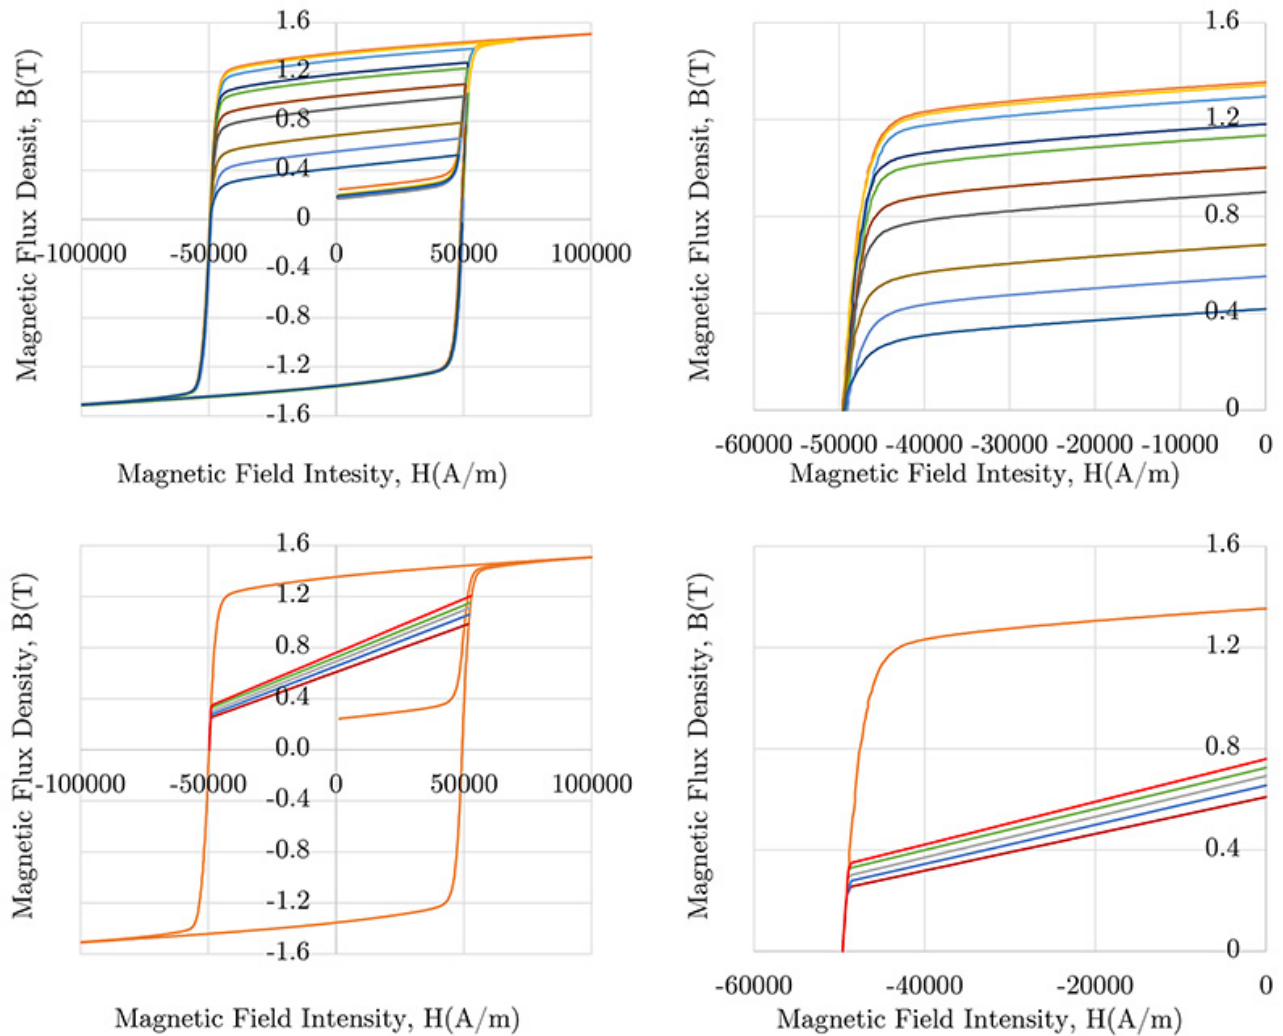 Magnetic Flux Densit, B(T)
1.6
1.2
0.8
0.4
0
-0.4
-0.8
-1.2
-1.6
-100000 -50000 0 50000 100000
Magnetic Field Intesity, H(A/m)
Magnetic Flux Densit, B(T)
1.6
1.2
0.8
0.4
0
-60000 -50000 -40000 -30000 -20000 -10000 0
Magnetic Field Intesity, H(A/m)
Magnetic Flux Density, B(T)
1.6
1.2
0.8
0.4
0.0
-0.4
-0.8
-1.2
-1.6
-100000 -50000 0 50000 100000
Magnetic Field Intensity, H(A/m)
Magnetic Flux Density, B(T)
1.6
1.2
0.8
0.4
0
-60000 -40000 -20000 0
Magnetic Field Intensity, H(A/m)